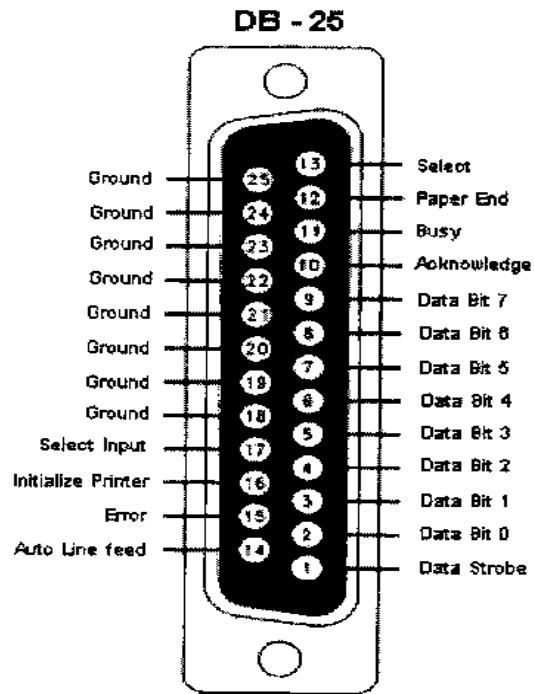 DB - 25
Ground 25 13 Select
Ground 24 12 Paper End
Ground 23 11 Busy
Ground 22 10 Acknowledge
Ground 21 9 Data Bit 7
Ground 20 8 Data Bit 6
Ground 19 7 Data Bit 5
Ground 18 6 Data Bit 4
Select Input 17 5 Data Bit 3
Initialize Printer 16 4 Data Bit 2
Error 15 3 Data Bit 1
Auto Line feed 14 2 Data Bit 0
1 Data Strobe